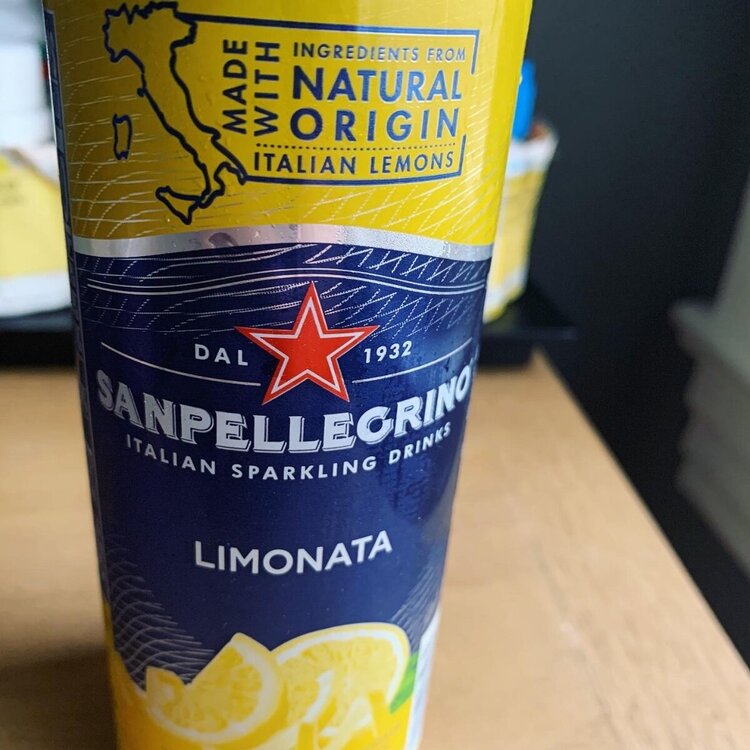 MADE
WITH
INGREDIENTS FROM
NATURAL
ORIGIN
ITALIAN LEMONS
DAL 1932
SANPELLEGRINO
ITALIAN SPARKLING DRINKS
LIMONATA